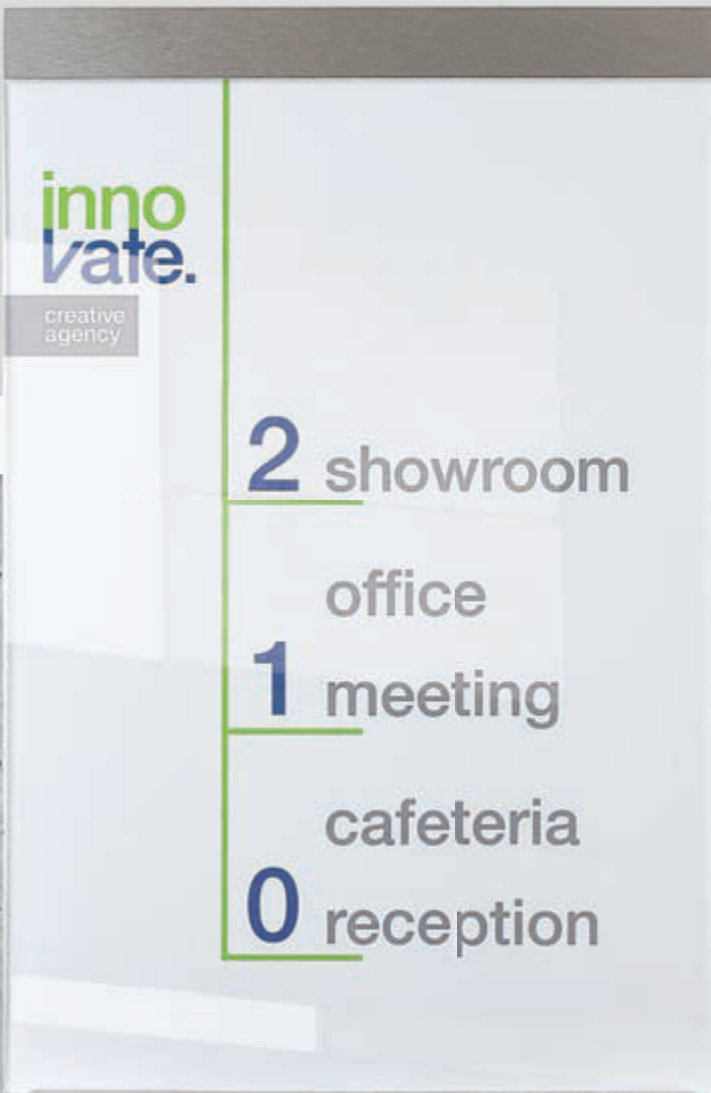 inno
vate.
creative
agency
2 showroom
office
1 meeting
cafeteria
0 reception